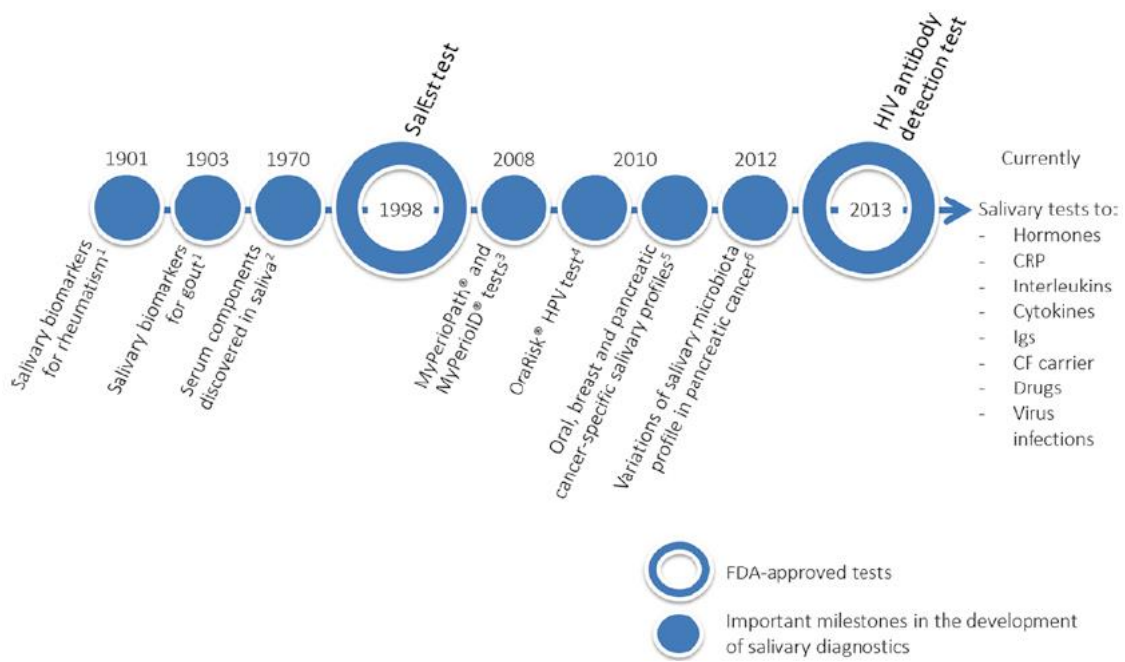 SalEst test
HIV antibody
detection test
1901
1903
1970
1998
2008
2010
2012
2013
Currently
Salivary biomarkers
for rheumatism¹
Salivary biomarkers
for gout¹
Serum components
discovered in saliva²
MyPerioPath® and
MyPerioID® tests³
OraRisk® HPV test⁴
Oral, breast and pancreatic
cancer-specific salivary profiles⁵
Variations of salivary microbiota
profile in pancreatic cancer⁶
Salivary tests to:
- Hormones
- CRP
- Interleukins
- Cytokines
- Igs
- CF carrier
- Drugs
- Virus
infections
FDA-approved tests
Important milestones in the development
of salivary diagnostics